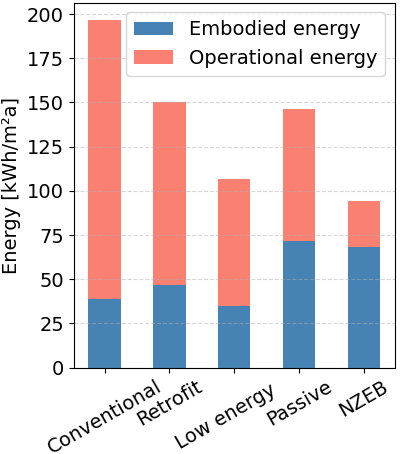 Embodied energy
Operational energy
Energy [kWh/m²a]
200
175
150
125
100
75
50
25
0
Conventional
Retrofit
Low energy
Passive
NZEB